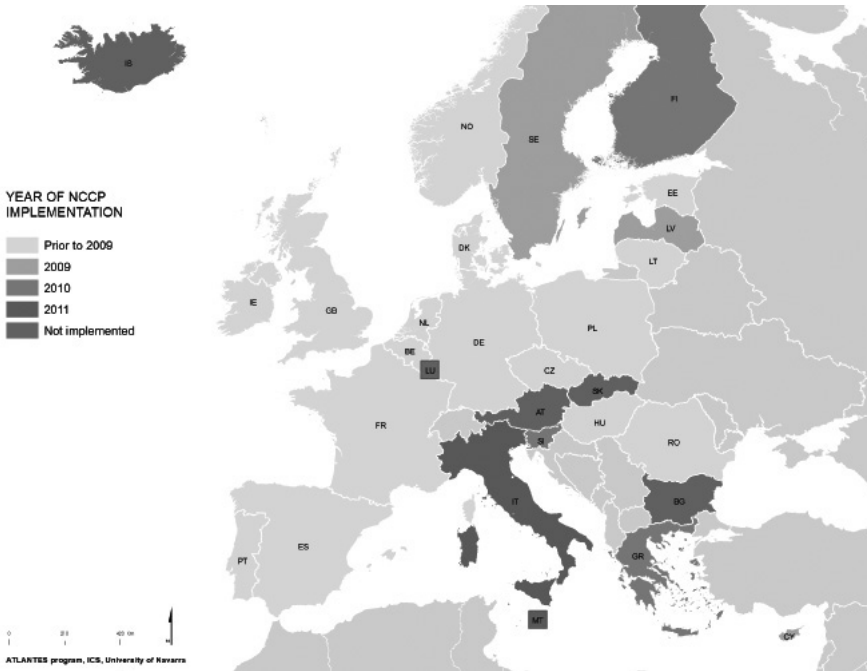 IS
FI
NO
SE
YEAR OF NCCP
IMPLEMENTATION
Prior to 2009
2009
2010
2011
Not implemented
EE
LV
DK
LT
IE
GB
NL
PL
BE
DE
LU
CZ
SK
AT
FR
HU
SI
RO
IT
BG
PT
ES
GR
MT
CY
0
N
ATLANTES program, ICS, University of Navarra